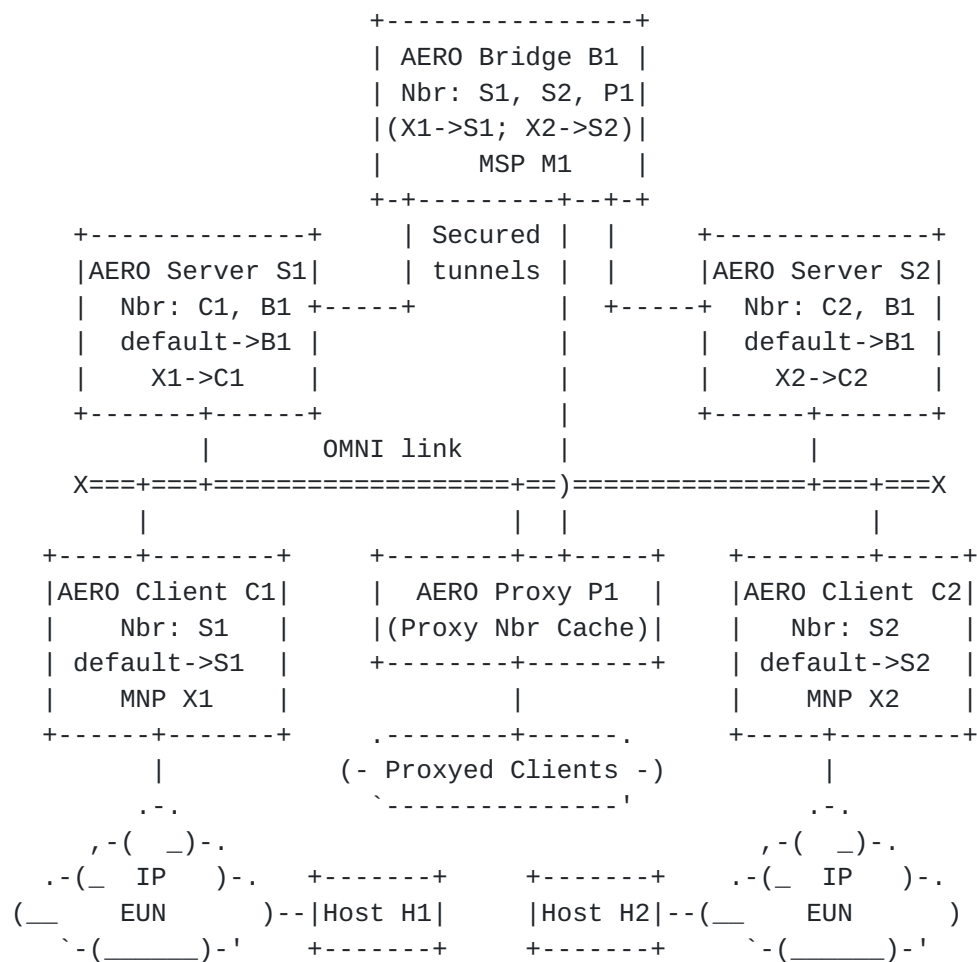 AERO Bridge B1
Nbr: S1, S2, P1
(X1->S1; X2->S2)
MSP M1
Secured
AERO Server S1 tunnels AERO Server S2
Nbr: C1, B1 Nbr: C2, B1
default->B1 default->B1
X1->C1 X2->C2
OMNI link
X===+===+===================+==)===============+===+===X
AERO Client C1 AERO Proxy P1 AERO Client C2
Nbr: S1 (Proxy Nbr Cache) Nbr: S2
default->S1 default->S2
MNP X1 MNP X2
(- Proxyed Clients -)
IP IP
EUN Host H1 Host H2 EUN